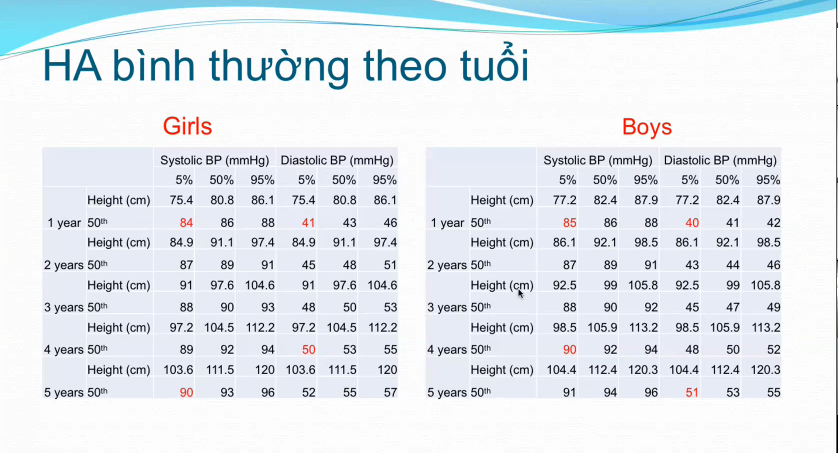 HA bình thường theo tuổi
Girls
Systolic BP (mmHg) Diastolic BP (mmHg)
5% 50% 95% 5% 50% 95%
Height (cm) 75.4 80.8 86.1 75.4 80.8 86.1
1 year 50th 84 86 88 41 43 46
Height (cm) 84.9 91.1 97.4 84.9 91.1 97.4
2 years 50th 87 89 91 45 48 51
Height (cm) 91 97.6 104.6 91 97.6 104.6
3 years 50th 88 90 93 48 50 53
Height (cm) 97.2 104.5 112.2 97.2 104.5 112.2
4 years 50th 89 92 94 50 53 55
Height (cm) 103.6 111.5 120 103.6 111.5 120
5 years 50th 90 93 96 52 55 57
Boys
Systolic BP (mmHg) Diastolic BP (mmHg)
5% 50% 95% 5% 50% 95%
Height (cm) 77.2 82.4 87.9 77.2 82.4 87.9
1 year 50th 85 86 88 40 41 42
Height (cm) 86.1 92.1 98.5 86.1 92.1 98.5
2 years 50th 87 89 91 43 44 46
Height (cm) 92.5 99 105.8 92.5 99 105.8
3 years 50th 88 90 92 45 47 49
Height (cm) 98.5 105.9 113.2 98.5 105.9 113.2
4 years 50th 90 92 94 48 50 52
Height (cm) 104.4 112.4 120.3 104.4 112.4 120.3
5 years 50th 91 94 96 51 53 55